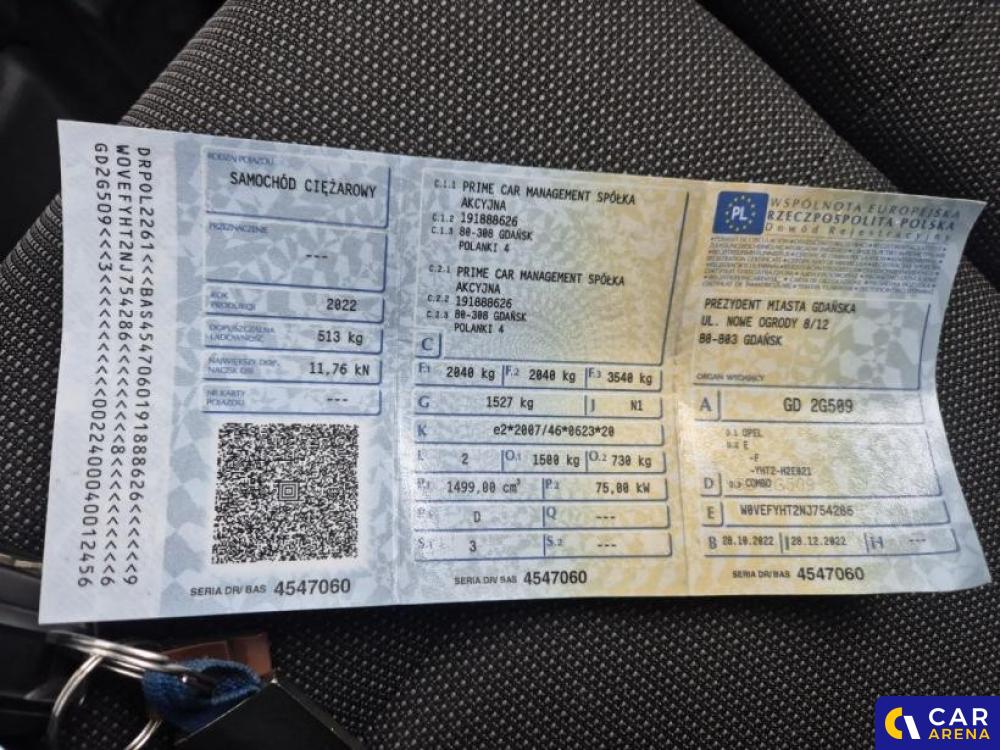 DRPOL2261<<BAS4547060191888626<<<<<<9
W0VEFYHT2NJ754286<<<<<<<<8<<<<<<<<<<6
GD2G509<<<3<<<<<<<<<<<0022400040012456
RODZAJ POJAZDU
SAMOCHÓD CIĘŻAROWY
PRZEZNACZENIE
---
ROK PRODUKCJI
2022
DOPUSZCZALNA ŁADOWNOŚĆ
513 kg
NAJWIĘKSZY DOP. NACISK OSI
11,76 kN
NR KARTY POJAZDU
---
SERIA DR/BAS 4547060
C.1.1 PRIME CAR MANAGEMENT SPÓŁKA
AKCYJNA
C.1.2 191888626
C.1.3 80-308 GDAŃSK
POLANKI 4
C.2.1 PRIME CAR MANAGEMENT SPÓŁKA
AKCYJNA
C.2.2 191888626
C.2.3 80-308 GDAŃSK
POLANKI 4
C
F.1 2040 kg F.2 2040 kg F.3 3540 kg
G 1527 kg J N1
K e2*2007/46*0623*20
L 2 O.1 1500 kg O.2 730 kg
P.1 1499,00 cm³ P.2 75,00 kW
P.3 D Q ---
S.1 3 S.2 ---
SERIA DR/BAS 4547060
PL
WSPÓLNOTA EUROPEJSKA
RZECZPOSPOLITA POLSKA
Dowód Rejestracyjny
PREZYDENT MIASTA GDAŃSKA
UL. NOWE OGRODY 8/12
80-803 GDAŃSK
ORGAN WYDAJĄCY
A GD 2G509
D.1 OPEL
D.2 E
-F
-YHT2-H2E021
D D.3 COMBO
E W0VEFYHT2NJ754286
B 28.10.2022 I 28.12.2022 H ---
SERIA DR/BAS 4547060
CAR
ARENA